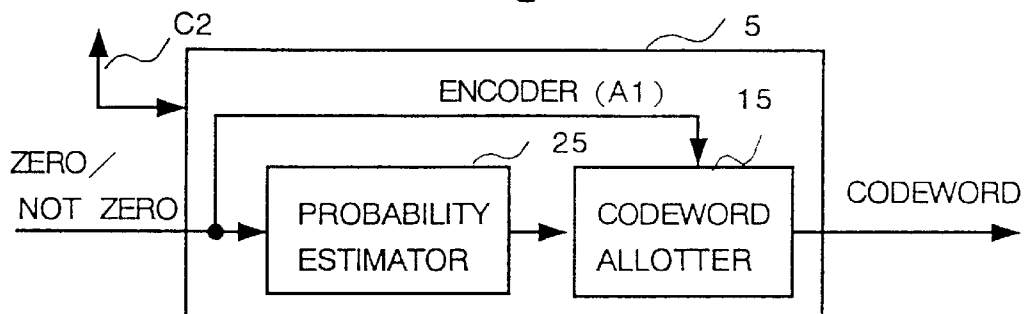 C2
5
ENCODER (A1)
15
25
ZERO/
NOT ZERO
PROBABILITY
ESTIMATOR
CODEWORD
ALLOTTER
CODEWORD